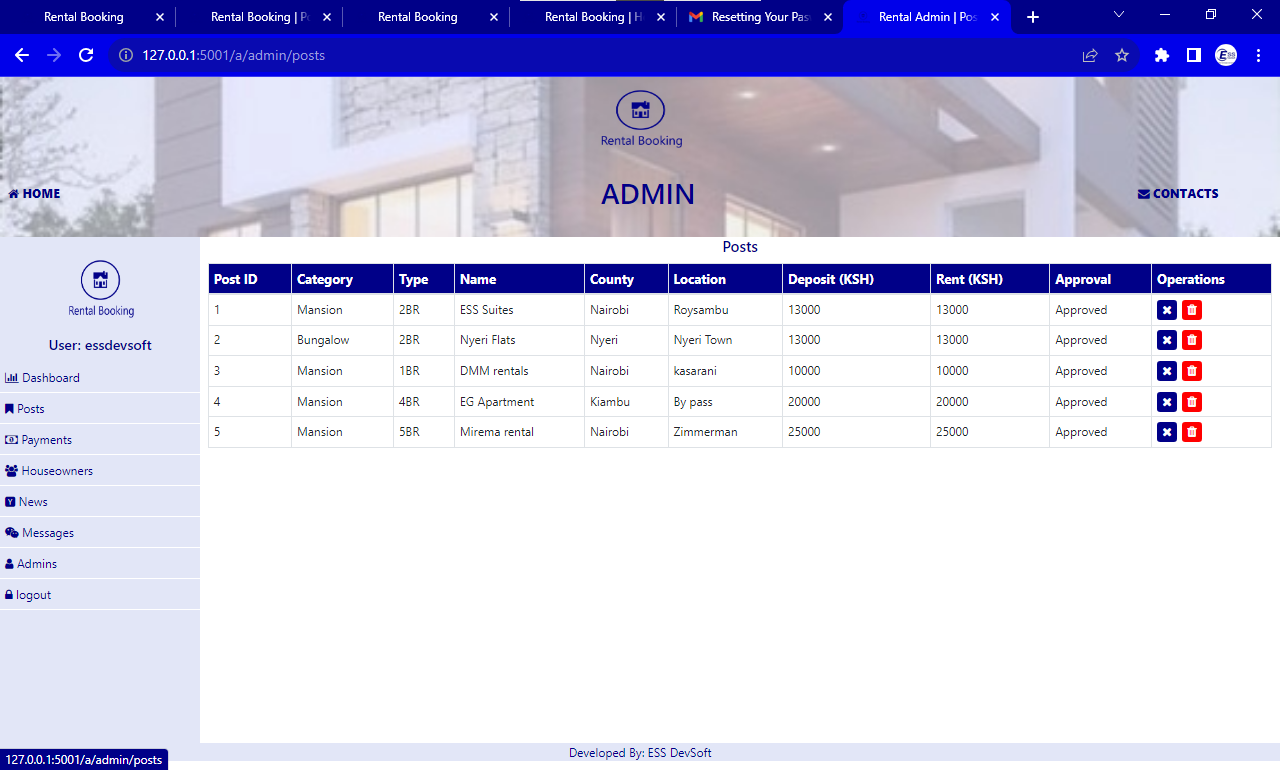 Rental Booking
Rental Booking | Po
Rental Booking
Rental Booking | H
Resetting Your Pas
Rental Admin | Pos
127.0.0.1:5001/a/admin/posts
ESS
Rental Booking
HOME
ADMIN
CONTACTS
Rental Booking
User: essdevsoft
Dashboard
Posts
Payments
Houseowners
News
Messages
Admins
logout
Posts
Post ID Category Type Name County Location Deposit (KSH) Rent (KSH) Approval Operations
1 Mansion 2BR ESS Suites Nairobi Roysambu 13000 13000 Approved
2 Bungalow 2BR Nyeri Flats Nyeri Nyeri Town 13000 13000 Approved
3 Mansion 1BR DMM rentals Nairobi kasarani 10000 10000 Approved
4 Mansion 4BR EG Apartment Kiambu By pass 20000 20000 Approved
5 Mansion 5BR Mirema rental Nairobi Zimmerman 25000 25000 Approved
Developed By: ESS DevSoft
127.0.0.1:5001/a/admin/posts